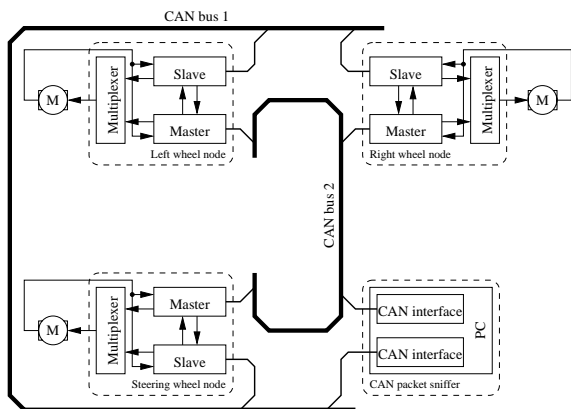 CAN bus 1
M
Multiplexer
Slave
Master
Left wheel node
Slave
Master
Multiplexer
M
Right wheel node
CAN bus 2
M
Multiplexer
Master
Slave
Steering wheel node
CAN interface
CAN interface
PC
CAN packet sniffer